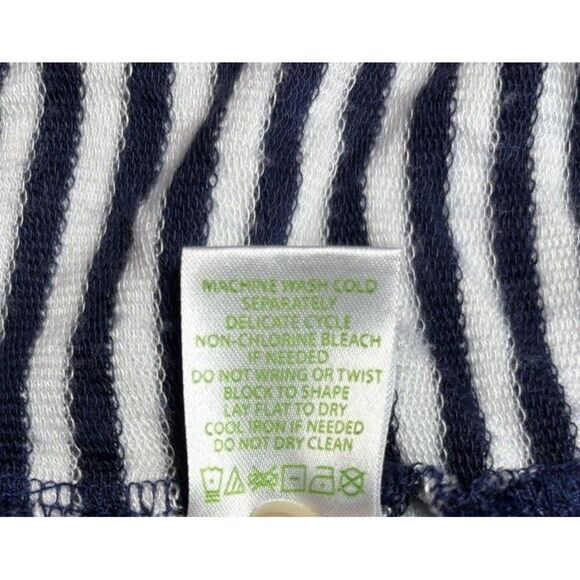 MACHINE WASH COLD
SEPARATELY
DELICATE CYCLE
NON-CHLORINE BLEACH
IF NEEDED
DO NOT WRING OR TWIST
BLOCK TO SHAPE
LAY FLAT TO DRY
COOL IRON IF NEEDED
DO NOT DRY CLEAN